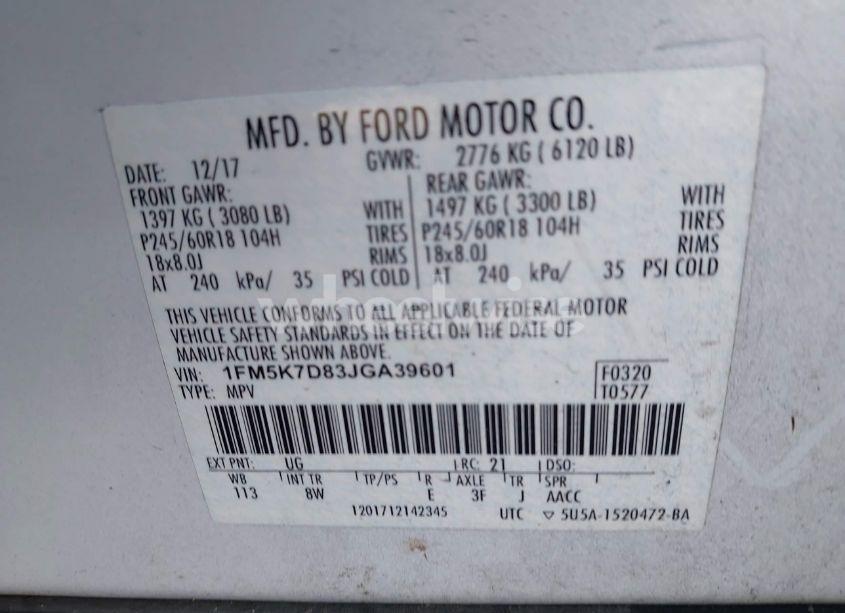 MFD. BY FORD MOTOR CO.
DATE: 12/17 GVWR: 2776 KG ( 6120 LB)
FRONT GAWR: REAR GAWR:
1397 KG ( 3080 LB) WITH 1497 KG ( 3300 LB) WITH
P245/60R18 104H TIRES P245/60R18 104H TIRES
18x8.0J RIMS 18x8.0J RIMS
AT 240 kPa/ 35 PSI COLD AT 240 kPa/ 35 PSI COLD
THIS VEHICLE CONFORMS TO ALL APPLICABLE FEDERAL MOTOR
VEHICLE SAFETY STANDARDS IN EFFECT ON THE DATE OF
MANUFACTURE SHOWN ABOVE.
VIN: 1FM5K7D83JGA39601 F0320
TYPE: MPV T0577
EXT PNT: UG RC: 21 DSO:
WB INT TR TP/PS R AXLE TR SPR
113 8W E 3F J AACC
1201712142345 UTC ▽ 5U5A-1520472-BA